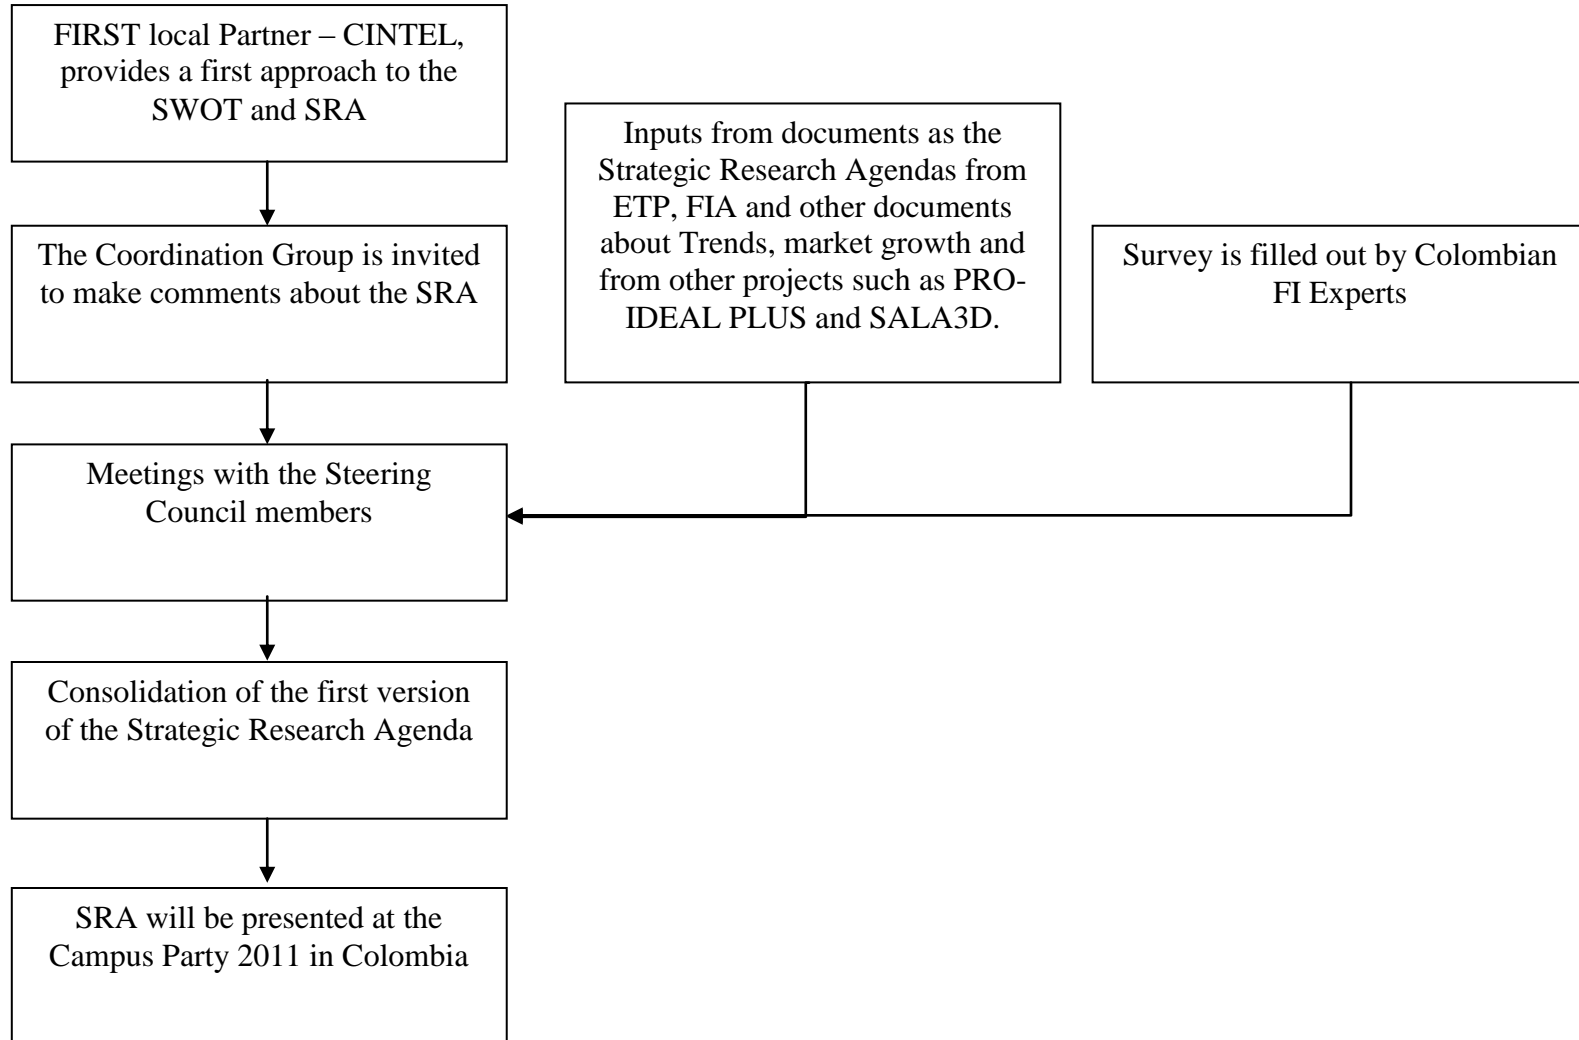 FIRST local Partner – CINTEL,
provides a first approach to the
SWOT and SRA
The Coordination Group is invited
to make comments about the SRA
Inputs from documents as the
Strategic Research Agendas from
ETP, FIA and other documents
about Trends, market growth and
from other projects such as PRO-
IDEAL PLUS and SALA3D.
Survey is filled out by Colombian
FI Experts
Meetings with the Steering
Council members
Consolidation of the first version
of the Strategic Research Agenda
SRA will be presented at the
Campus Party 2011 in Colombia